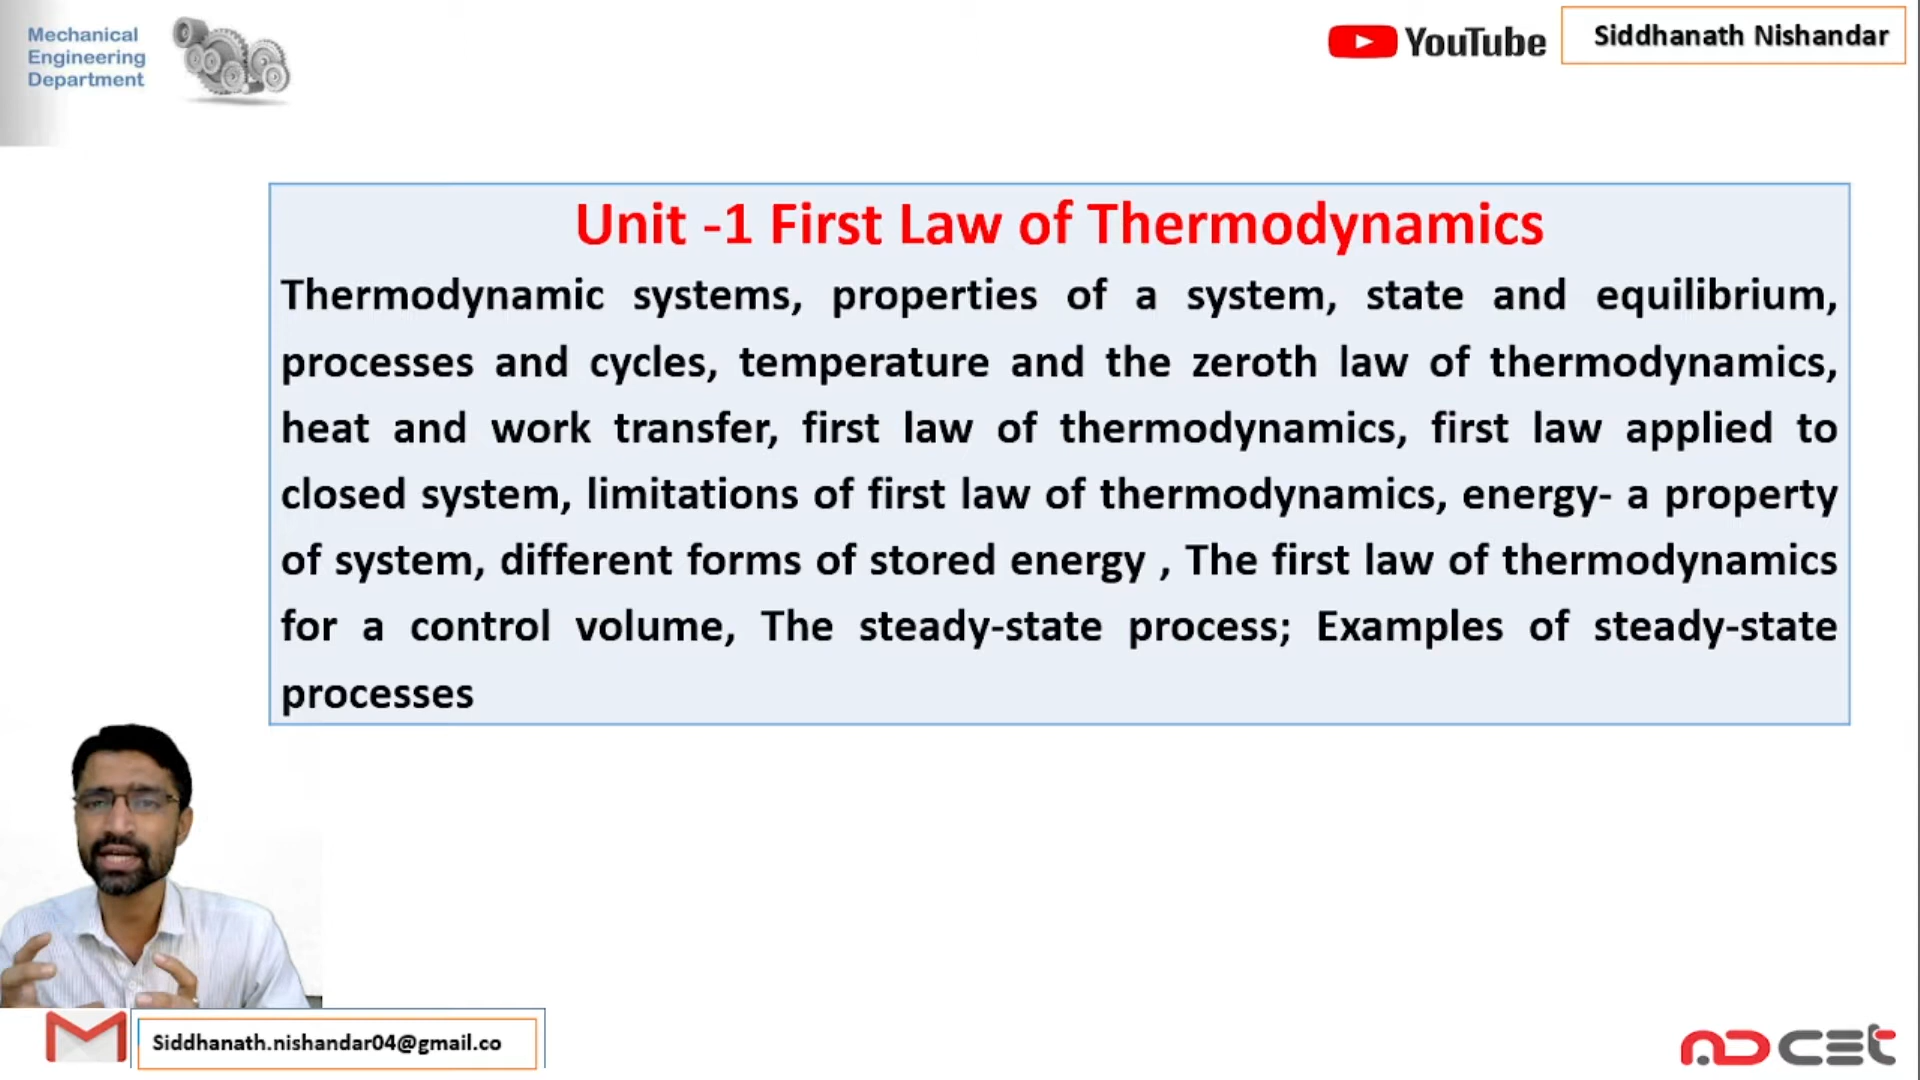 Mechanical
Engineering
Department
YouTube
Siddhanath Nishandar
Unit -1 First Law of Thermodynamics
Thermodynamic systems, properties of a system, state and equilibrium,
processes and cycles, temperature and the zeroth law of thermodynamics,
heat and work transfer, first law of thermodynamics, first law applied to
closed system, limitations of first law of thermodynamics, energy- a property
of system, different forms of stored energy , The first law of thermodynamics
for a control volume, The steady-state process; Examples of steady-state
processes
Siddhanath.nishandar04@gmail.co
ADCET